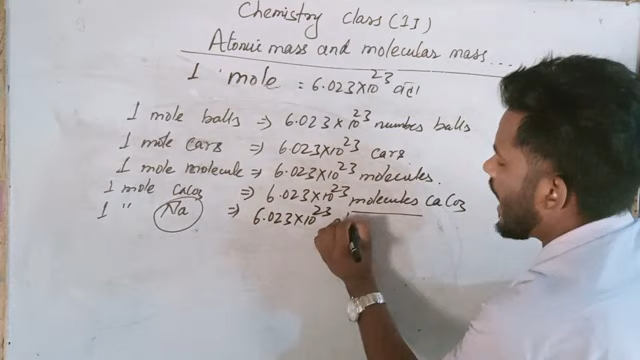 Chemistry Class (11)
Atomic mass and molecular mass....
1 mole = 6.023×10²³
1 mole balls ⇒ 6.023×10²³ numbers balls
1 mole cars ⇒ 6.023×10²³ cars
1 mole molecule ⇒ 6.023×10²³ molecules.
1 mole CaCO3 ⇒ 6.023×10²³ molecules CaCO3
1 " Na ⇒ 6.023×10²³